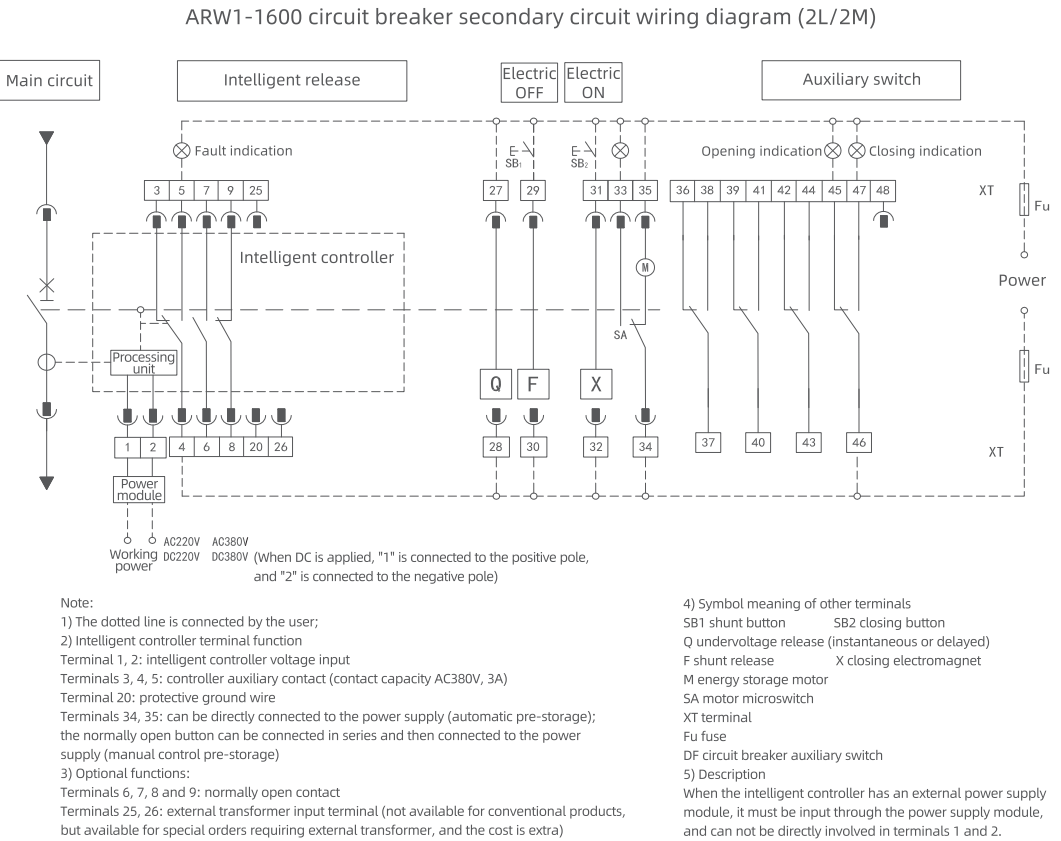 ARW1-1600 circuit breaker secondary circuit wiring diagram (2L/2M)
Main circuit
Intelligent release
Electric OFF
Electric ON
Auxiliary switch
Fault indication
SB1
SB2
Opening indication
Closing indication
3 5 7 9 25
27
29
31 33 35
36 38 39 41 42 44 45 47 48
XT
Fu
Intelligent controller
M
Power
SA
Processing unit
Fu
Q
F
X
1 2 4 6 8 20 26
28
30
32
34
37
40
43
46
XT
Power module
Working power
AC220V AC380V
DC220V DC380V
(When DC is applied, "1" is connected to the positive pole,
and "2" is connected to the negative pole)
Note:
1) The dotted line is connected by the user;
2) Intelligent controller terminal function
Terminal 1, 2: intelligent controller voltage input
Terminals 3, 4, 5: controller auxiliary contact (contact capacity AC380V, 3A)
Terminal 20: protective ground wire
Terminals 34, 35: can be directly connected to the power supply (automatic pre-storage);
the normally open button can be connected in series and then connected to the power
supply (manual control pre-storage)
3) Optional functions:
Terminals 6, 7, 8 and 9: normally open contact
Terminals 25, 26: external transformer input terminal (not available for conventional products,
but available for special orders requiring external transformer, and the cost is extra)
4) Symbol meaning of other terminals
SB1 shunt button SB2 closing button
Q undervoltage release (instantaneous or delayed)
F shunt release X closing electromagnet
M energy storage motor
SA motor microswitch
XT terminal
Fu fuse
DF circuit breaker auxiliary switch
5) Description
When the intelligent controller has an external power supply
module, it must be input through the power supply module,
and can not be directly involved in terminals 1 and 2.